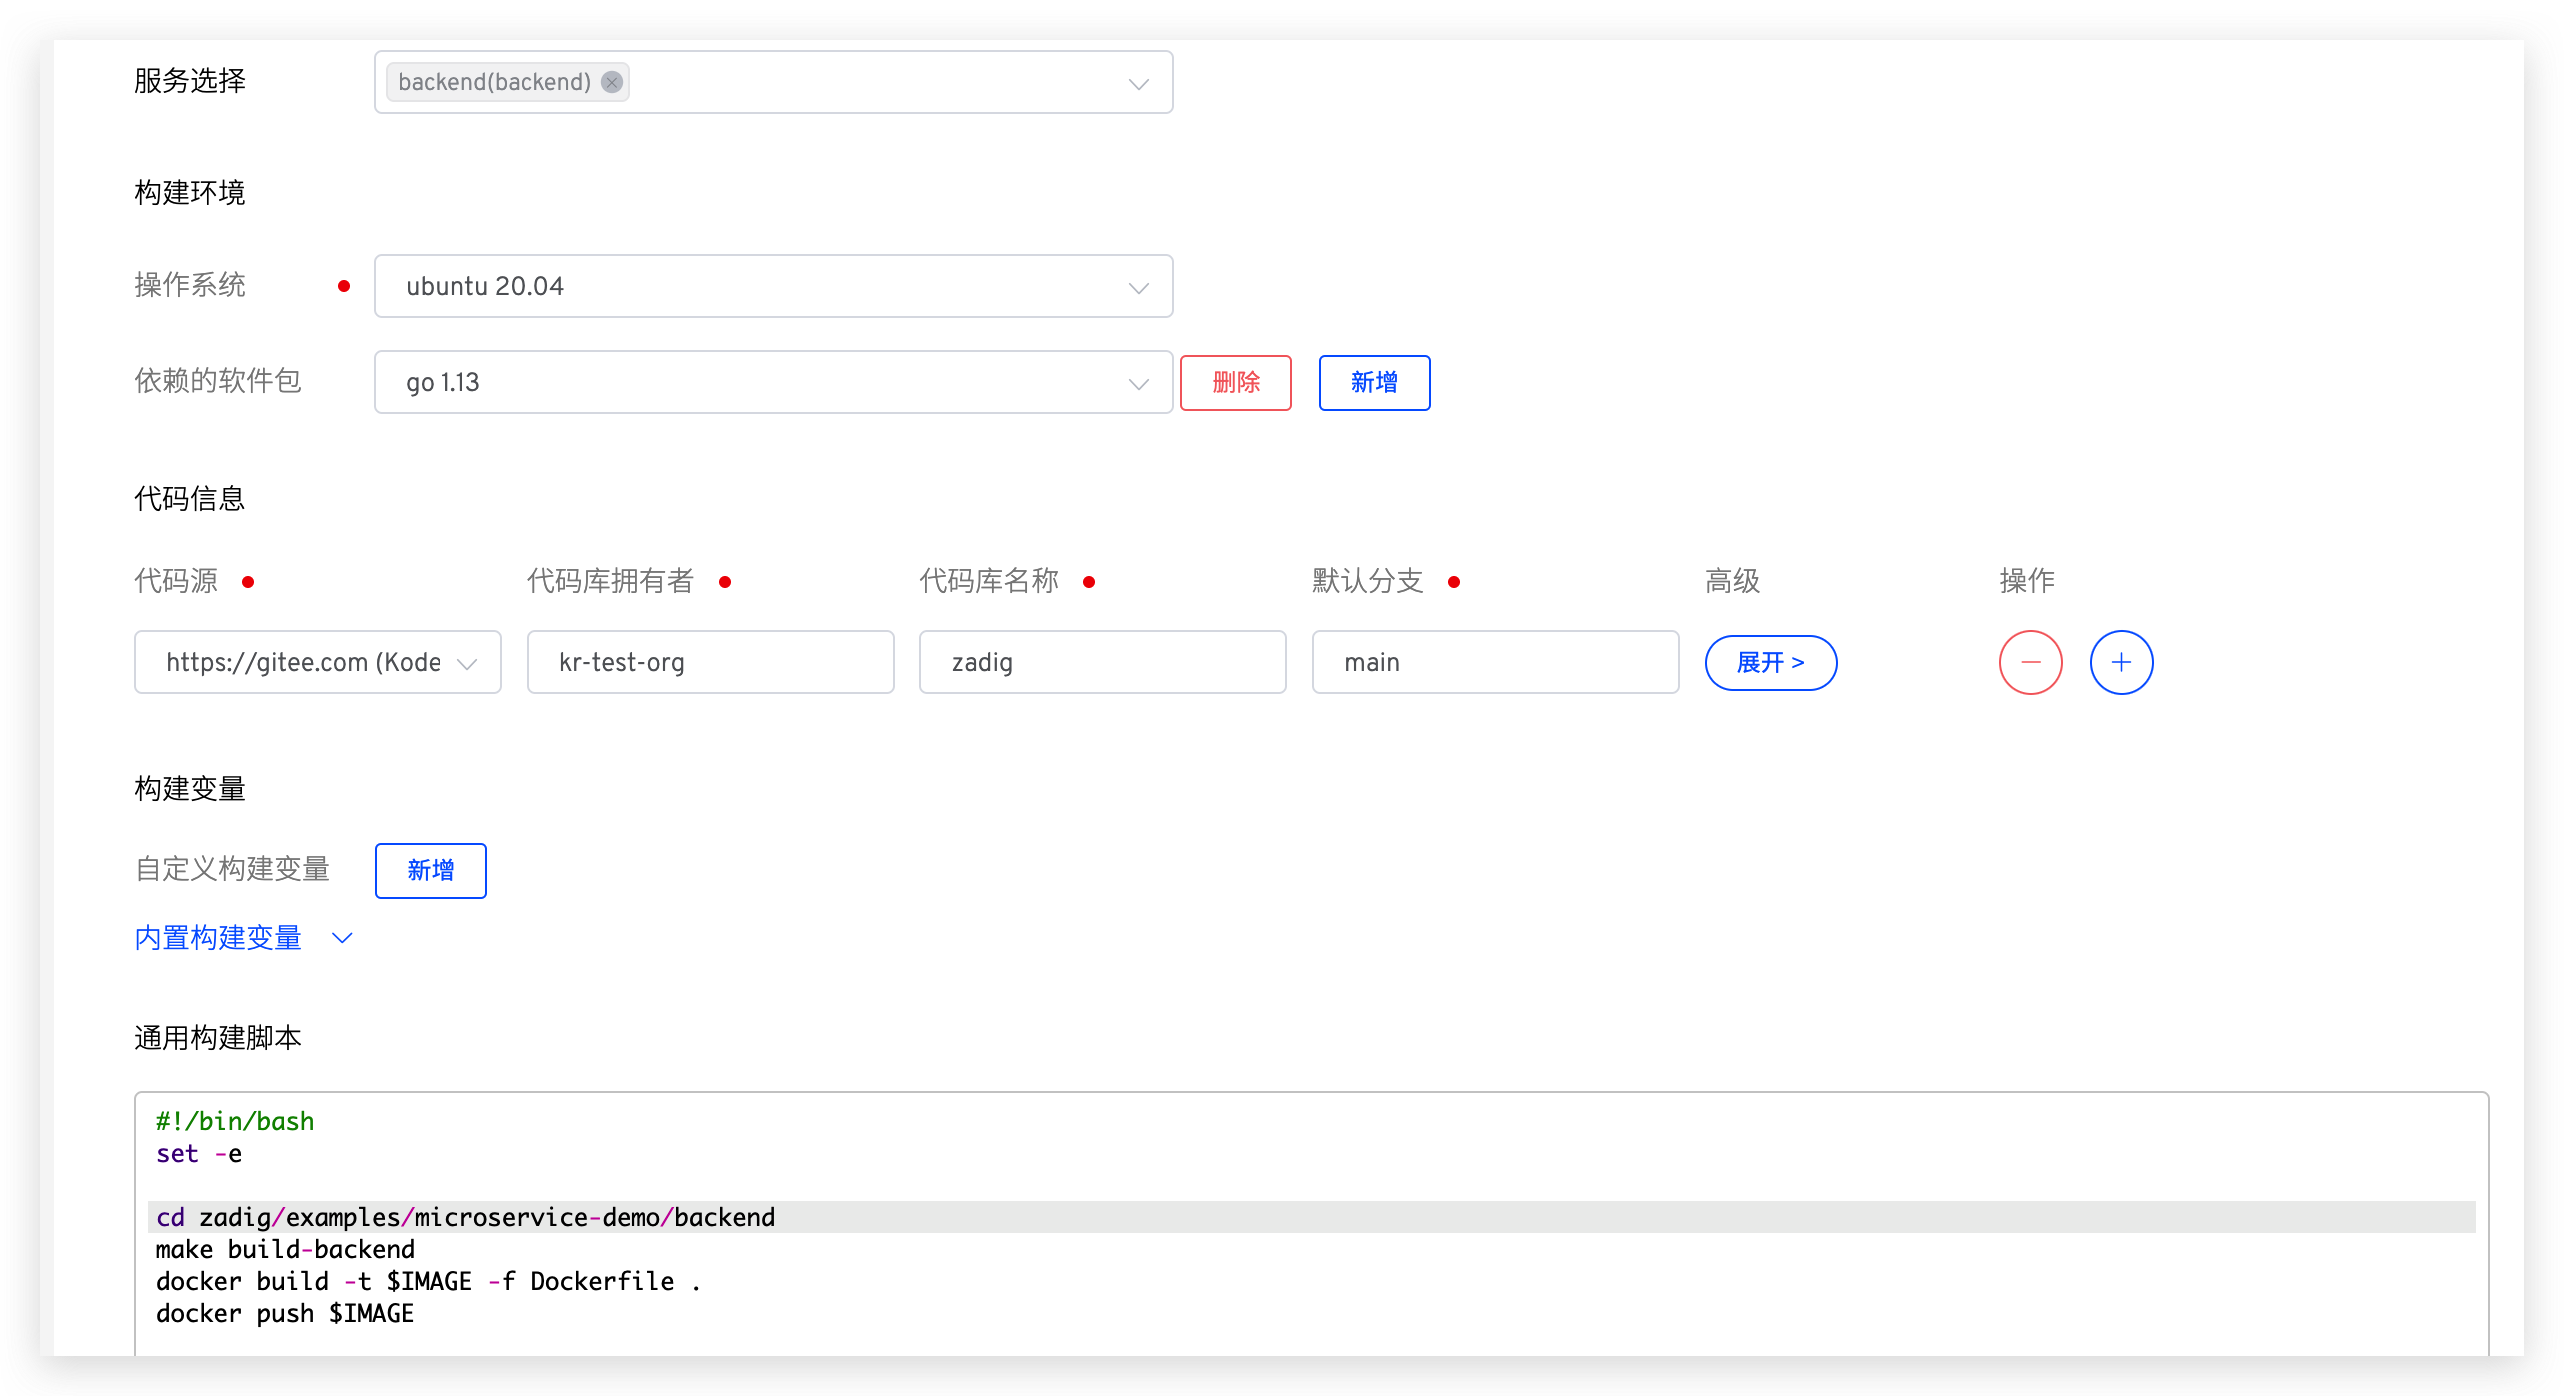 服务选择 backend(backend)
构建环境
操作系统 ubuntu 20.04
依赖的软件包 go 1.13 删除 新增
代码信息
代码源 代码库拥有者 代码库名称 默认分支 高级 操作
https://gitee.com (Kode kr-test-org zadig main 展开 >
构建变量
自定义构建变量 新增
内置构建变量
通用构建脚本
#!/bin/bash
set -e
cd zadig/examples/microservice-demo/backend
make build-backend
docker build -t $IMAGE -f Dockerfile .
docker push $IMAGE